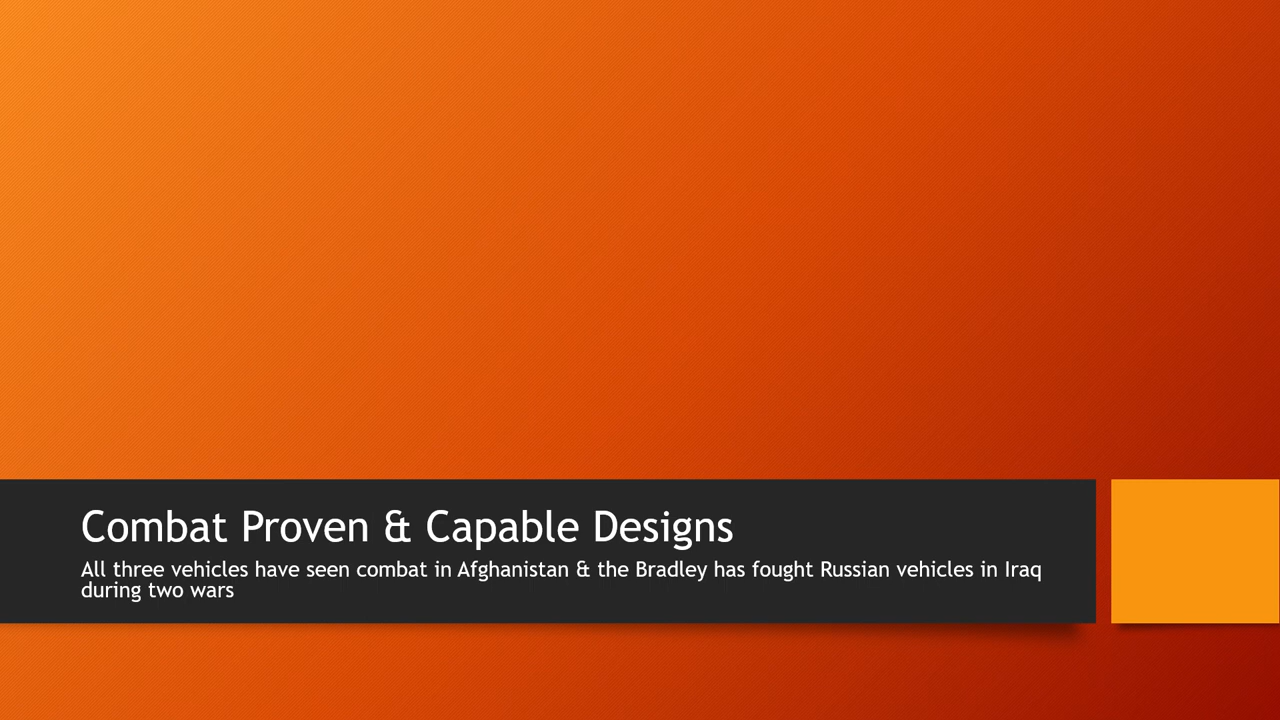 Combat Proven & Capable Designs
All three vehicles have seen combat in Afghanistan & the Bradley has fought Russian vehicles in Iraq
during two wars